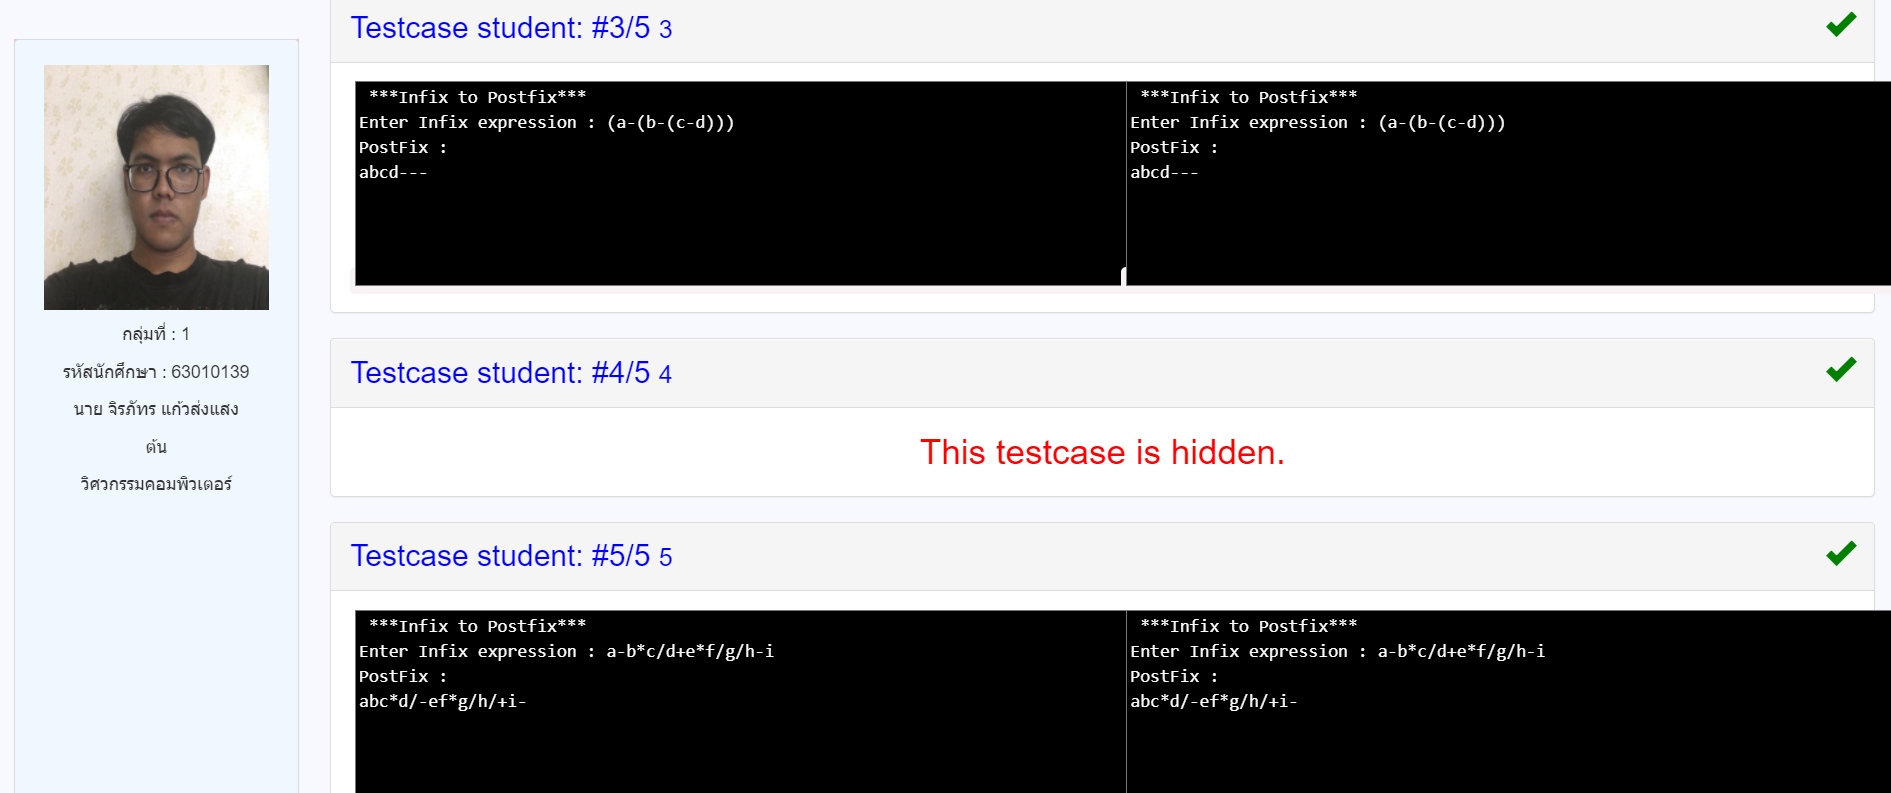 กลุ่มที่ : 1
รหัสนักศึกษา : 63010139
นาย จิรภัทร แก้วส่งแสง
ต้น
วิศวกรรมคอมพิวเตอร์
Testcase student: #3/5 3
***Infix to Postfix***
Enter Infix expression : (a-(b-(c-d)))
PostFix :
abcd---
***Infix to Postfix***
Enter Infix expression : (a-(b-(c-d)))
PostFix :
abcd---
Testcase student: #4/5 4
This testcase is hidden.
Testcase student: #5/5 5
***Infix to Postfix***
Enter Infix expression : a-b*c/d+e*f/g/h-i
PostFix :
abc*d/-ef*g/h/+i-
***Infix to Postfix***
Enter Infix expression : a-b*c/d+e*f/g/h-i
PostFix :
abc*d/-ef*g/h/+i-